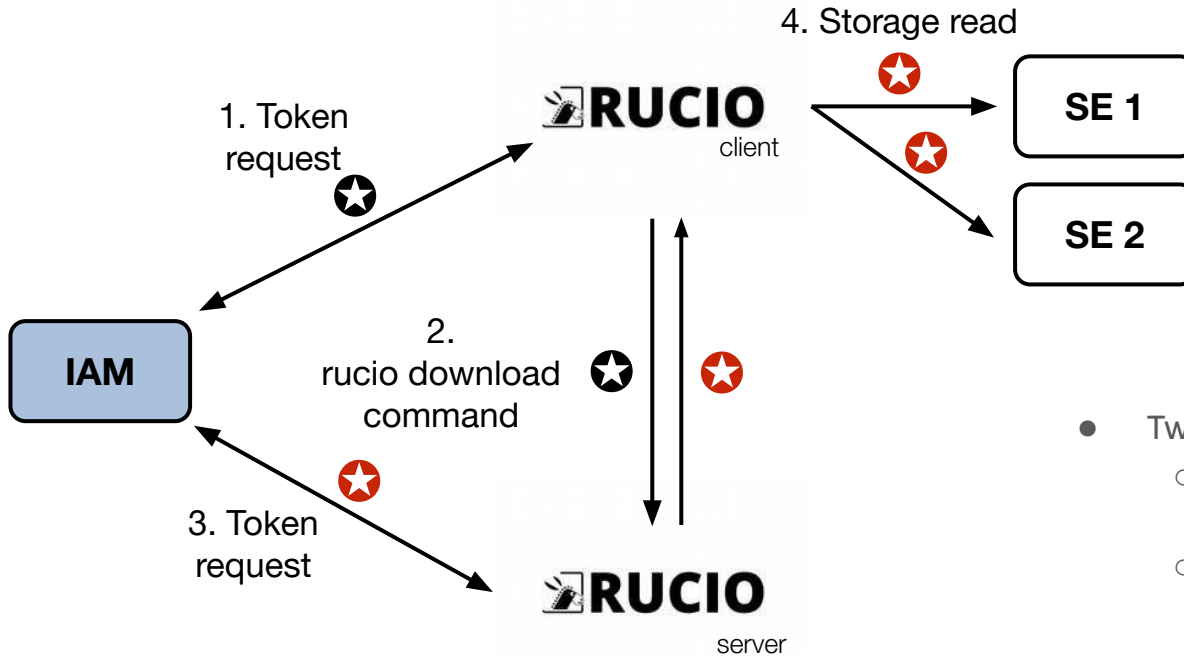 4. Storage read
RUCIO
client
SE 1
1. Token
request
SE 2
IAM
2.
rucio download
command
3. Token
request
RUCIO
server